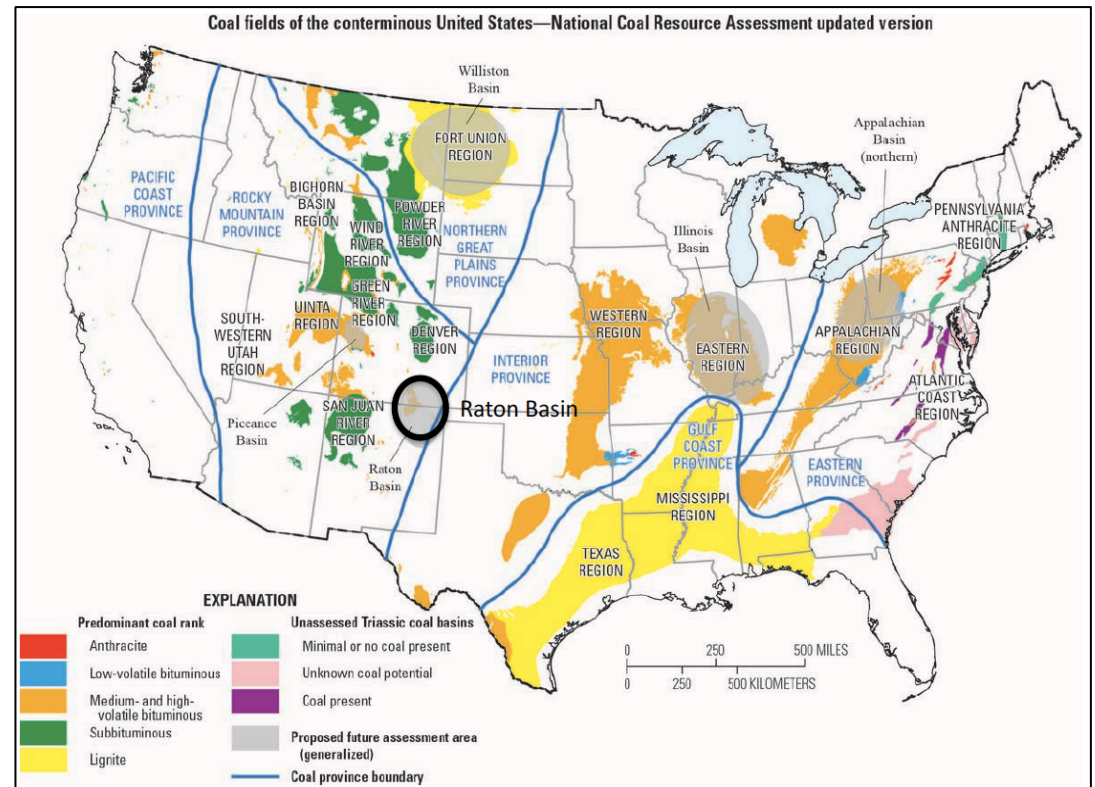 Coal fields of the conterminous United States—National Coal Resource Assessment updated version
Williston
Basin
FORT UNION
REGION
Appalachian
Basin
(northern)
PACIFIC
COAST
PROVINCE
ROCKY
MOUNTAIN
PROVINCE
BIGHORN
BASIN
REGION
POWDER
RIVER
REGION
WIND
RIVER
REGION
NORTHERN
GREAT
PLAINS
PROVINCE
PENNSYLVANIA
ANTHRACITE
REGION
Illinois
Basin
GREEN
RIVER
REGION
UINTA
REGION
SOUTH-
WESTERN
UTAH
REGION
DENVER
REGION
WESTERN
REGION
EASTERN
REGION
APPALACHIAN
REGION
INTERIOR
PROVINCE
ATLANTIC
COAST
REGION
Piceance
Basin
SAN JUAN
RIVER
REGION
Raton Basin
Raton
Basin
GULF
COAST
PROVINCE
EASTERN
PROVINCE
MISSISSIPPI
REGION
TEXAS
REGION
EXPLANATION
Predominant coal rank
Anthracite
Low-volatile bituminous
Medium- and high-
volatile bituminous
Subbituminous
Lignite
Unassessed Triassic coal basins
Minimal or no coal present
Unknown coal potential
Coal present
Proposed future assessment area
(generalized)
Coal province boundary
0 250 500 MILES
0 250 500 KILOMETERS